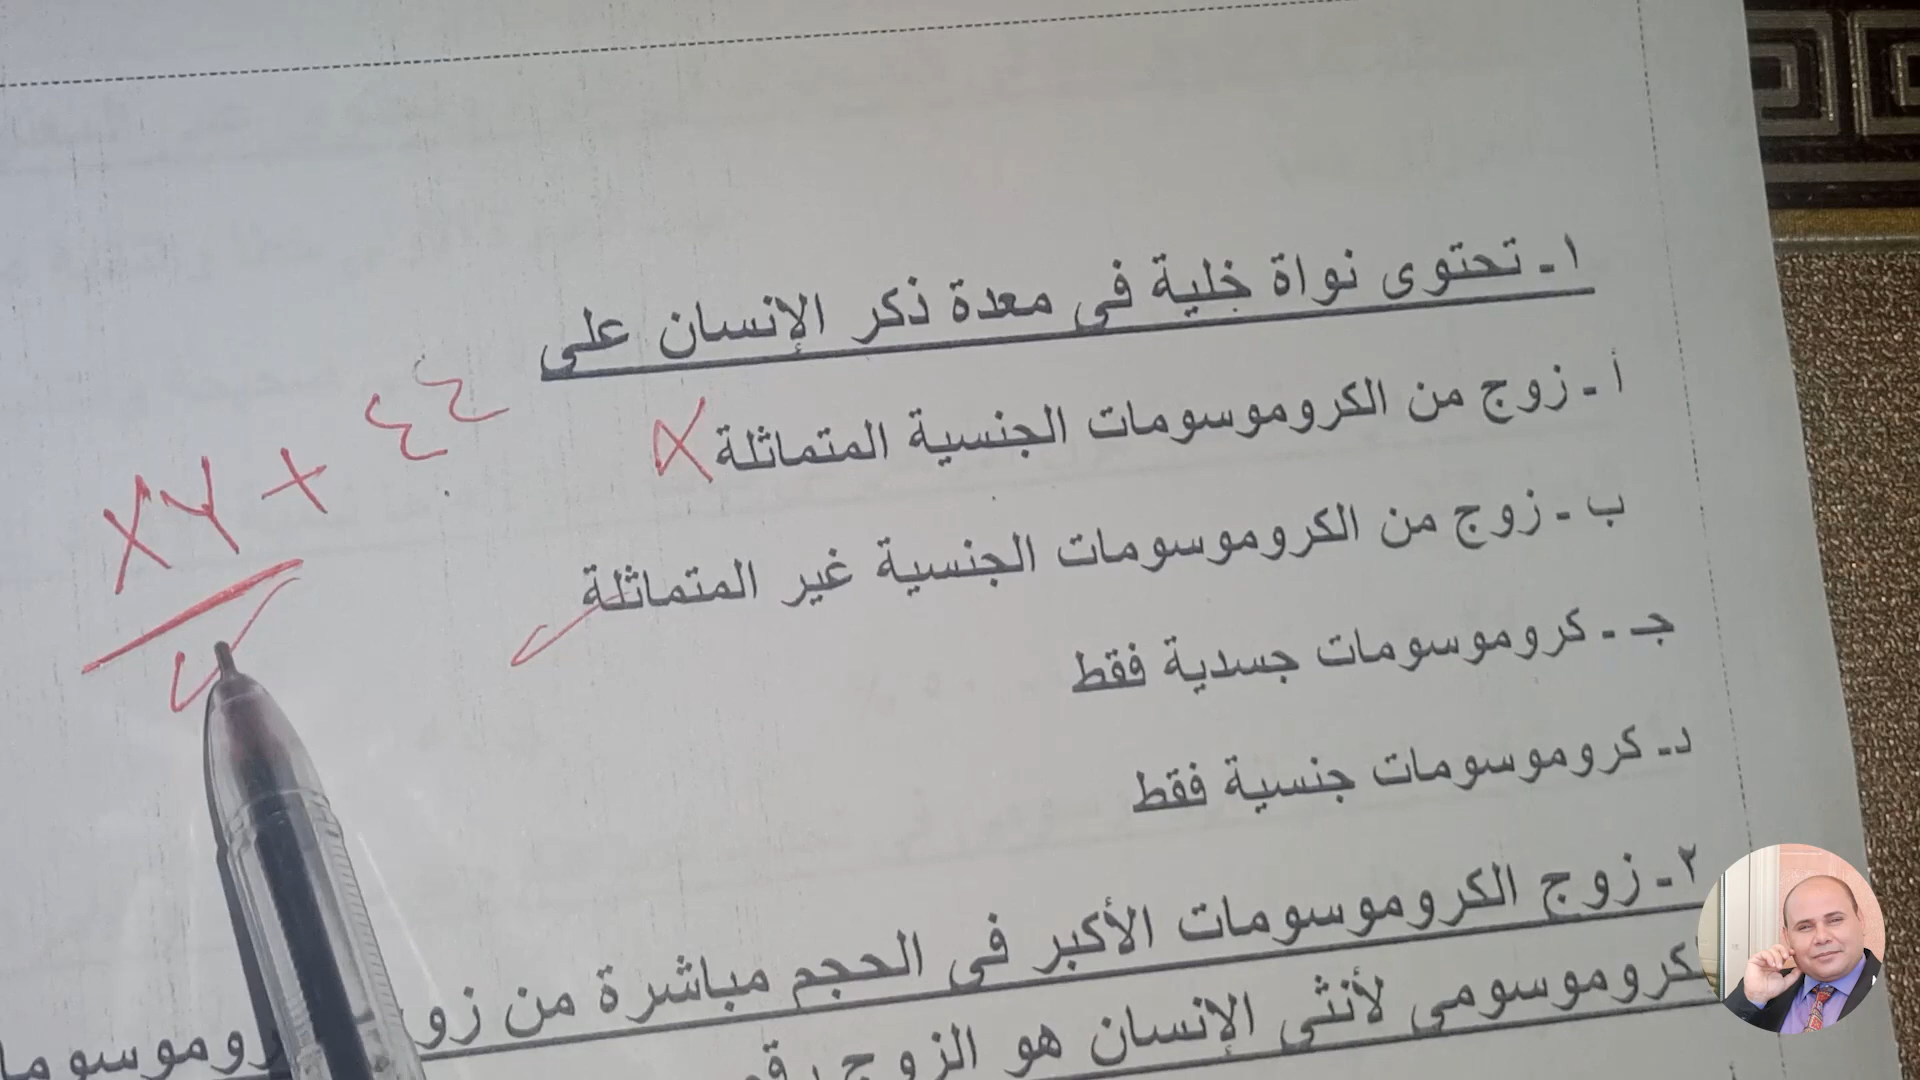 ١ - تحتوى نواة خلية فى معدة ذكر الإنسان على
أ - زوج من الكروموسومات الجنسية المتماثلة X
ب - زوج من الكروموسومات الجنسية غير المتماثلة
جـ - كروموسومات جسدية فقط
د- كروموسومات جنسية فقط
XY + ٤٤
٢ - زوج الكروموسومات الأكبر فى الحجم مباشرة من
لأنثى الإنسان هو الزوج